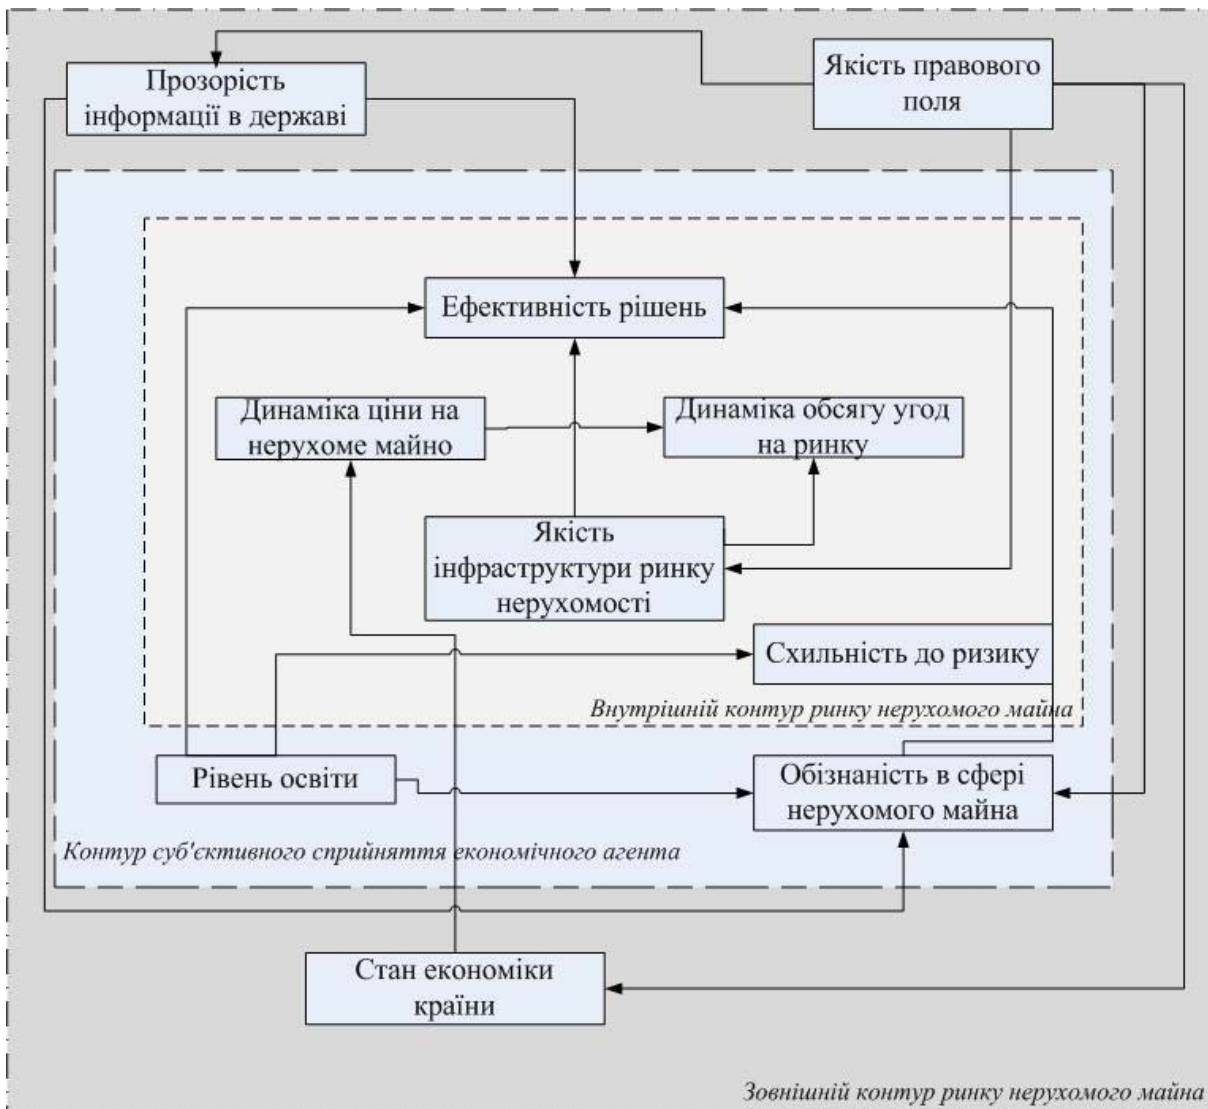 Прозорість
інформації в державі
Якість правового
поля
Ефективність рішень
Динаміка ціни на
нерухоме майно
Динаміка обсягу угод
на ринку
Якість
інфраструктури ринку
нерухомості
Схильність до ризику
Внутрішній контур ринку нерухомого майна
Рівень освіти
Обізнаність в сфері
нерухомого майна
Контур суб'єктивного сприйняття економічного агента
Стан економіки
країни
Зовнішній контур ринку нерухомого майна